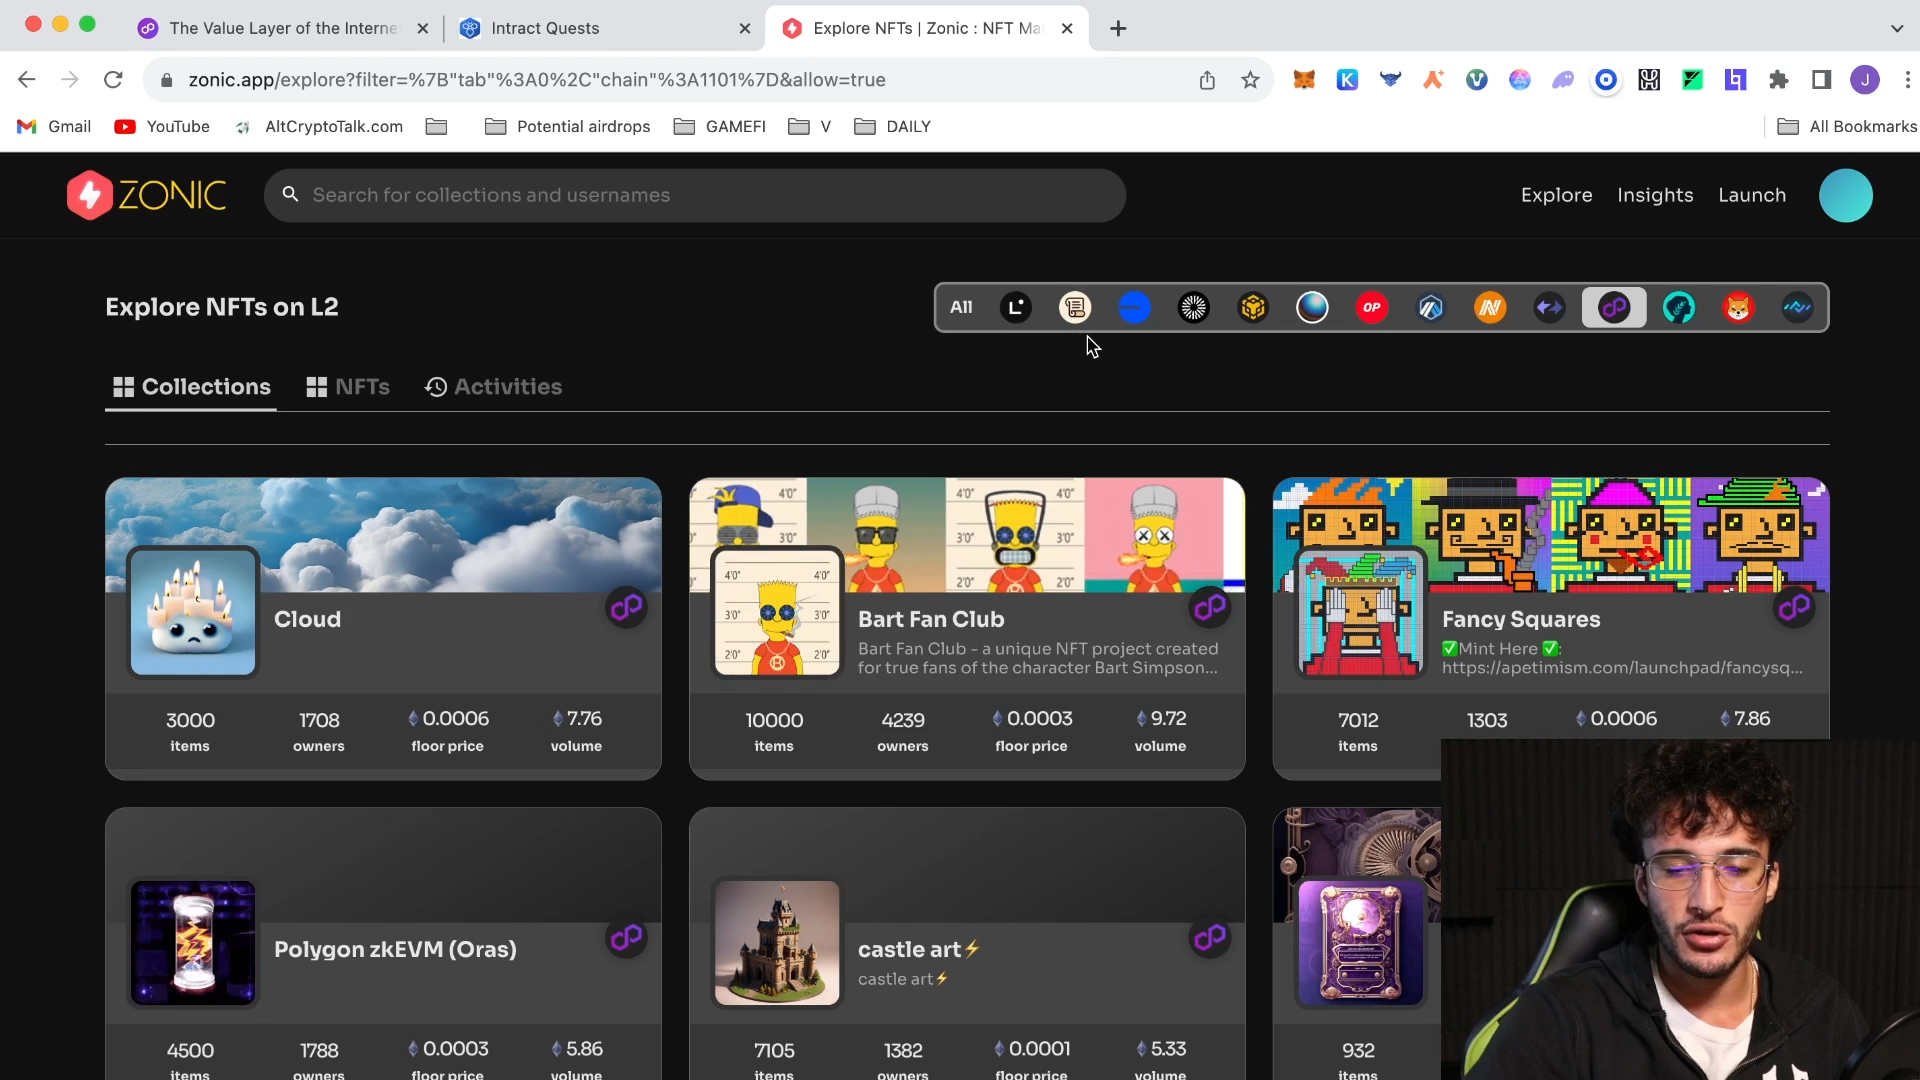 The Value Layer of the Interne
Intract Quests
Explore NFTs | Zonic : NFT Ma
zonic.app/explore?filter=%7B"tab"%3A0%2C"chain"%3A1101%7D&allow=true
J
Gmail
YouTube
AltCryptoTalk.com
Potential airdrops
GAMEFI
V
DAILY
All Bookmarks
ZONIC
Search for collections and usernames
Explore
Insights
Launch
Explore NFTs on L2
All
OP
Collections
NFTs
Activities
Cloud
3000
1708
0.0006
7.76
items
owners
floor price
volume
Bart Fan Club
Bart Fan Club - a unique NFT project created
for true fans of the character Bart Simpson...
10000
4239
0.0003
9.72
items
owners
floor price
volume
Fancy Squares
✅Mint Here ✅:
https://apetimism.com/launchpad/fancysq...
7012
1303
0.0006
7.86
items
Polygon zkEVM (Oras)
4500
1788
0.0003
5.86
items
owners
floor price
volume
castle art⚡
castle art⚡
7105
1382
0.0001
5.33
items
owners
floor price
volume
932
items